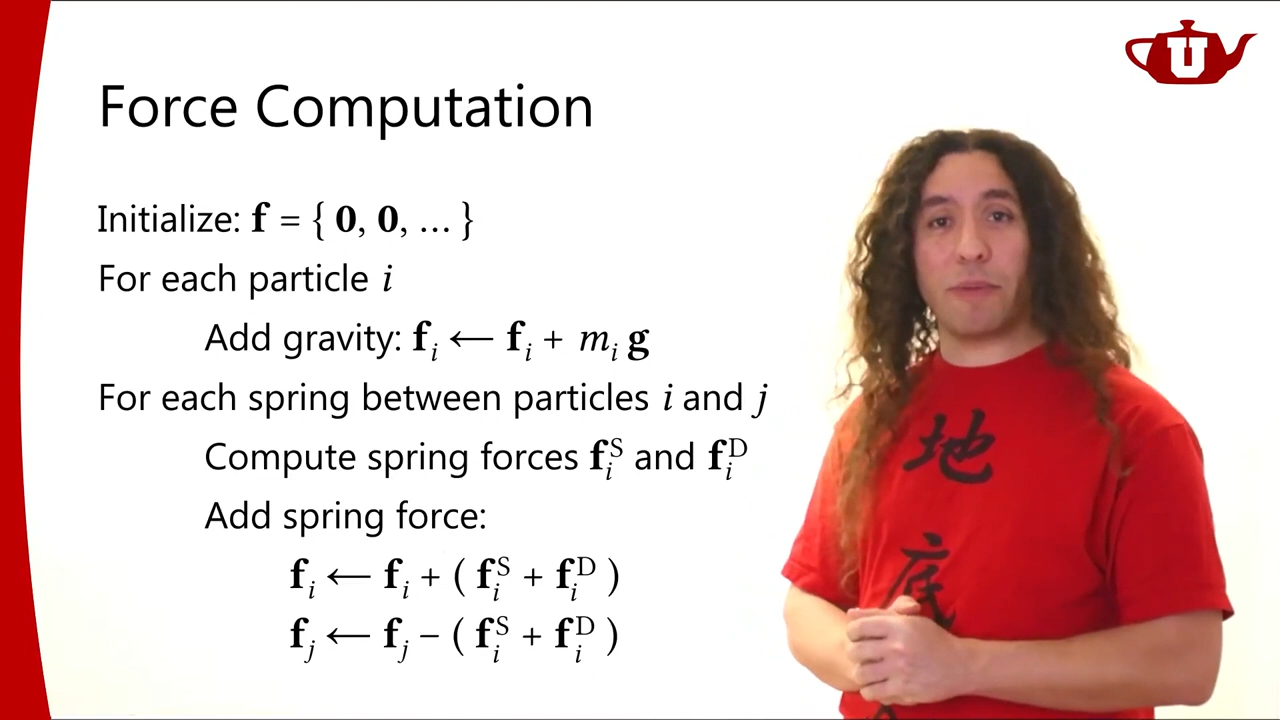 U
Force Computation
Initialize: f = { 0, 0, … }
For each particle i
Add gravity: fᵢ ⟵ fᵢ + mᵢ g
For each spring between particles i and j
Compute spring forces fᵢˢ and fᵢᴰ
Add spring force:
fᵢ ⟵ fᵢ + ( fᵢˢ + fᵢᴰ )
fⱼ ⟵ fⱼ − ( fᵢˢ + fᵢᴰ )
地
底